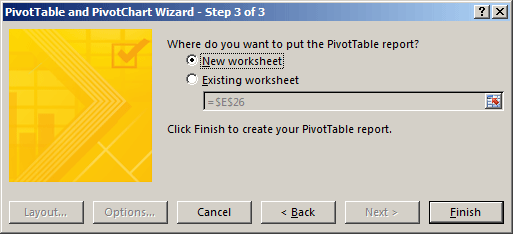 PivotTable and PivotChart Wizard - Step 3 of 3
Where do you want to put the PivotTable report?
New worksheet
Existing worksheet
=$E$26
Click Finish to create your PivotTable report.
Layout... Options... Cancel < Back Next > Finish